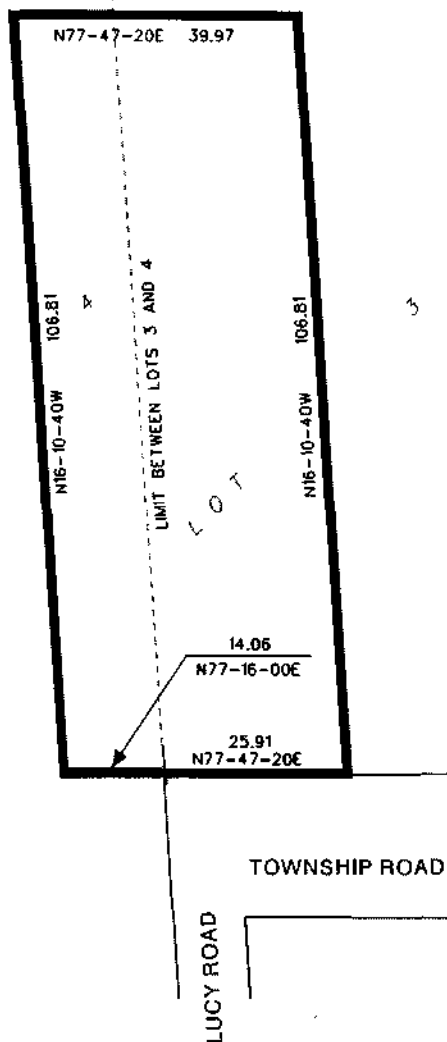 N77-47-20E 39.97
106.81
N16-10-40W
4
LIMIT BETWEEN LOTS 3 AND 4
LOT
106.81
N16-10-40W
3
14.06
N77-16-00E
25.91
N77-47-20E
TOWNSHIP ROAD
LUCY ROAD